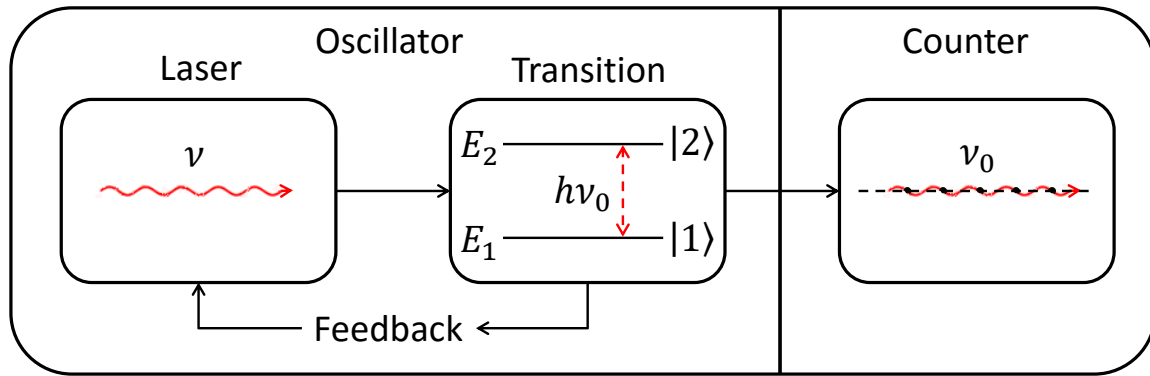 Oscillator
Counter
Laser
Transition
ν
E₂
|2⟩
hν₀
E₁
|1⟩
ν₀
Feedback